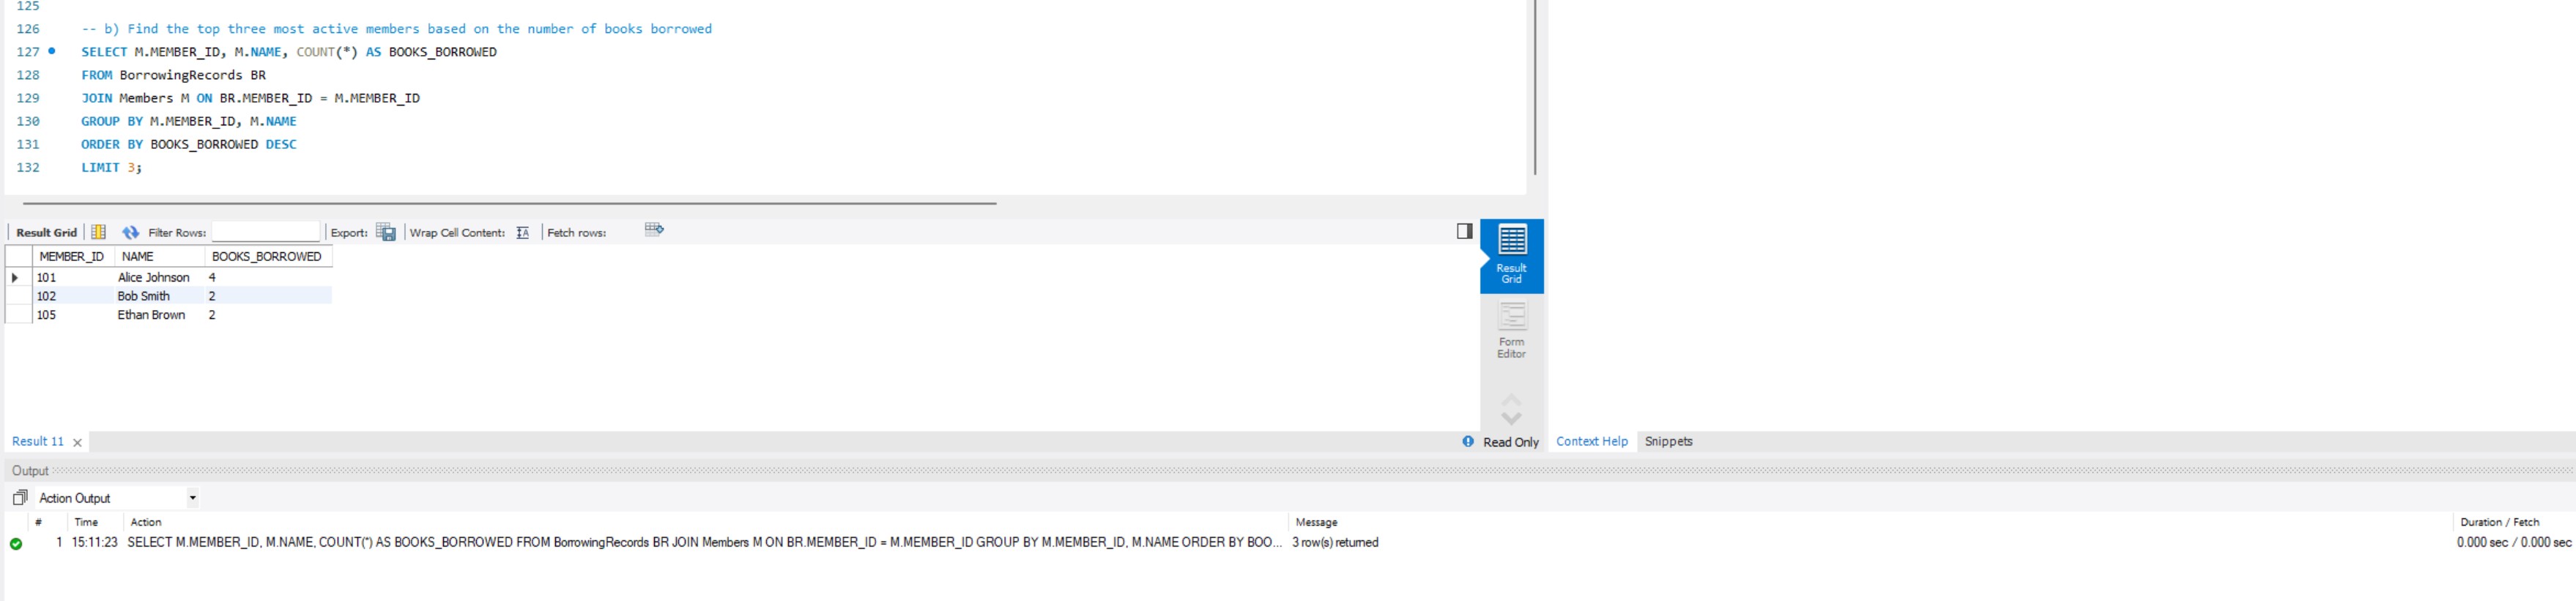 125
126 -- b) Find the top three most active members based on the number of books borrowed
127 SELECT M.MEMBER_ID, M.NAME, COUNT(*) AS BOOKS_BORROWED
128 FROM BorrowingRecords BR
129 JOIN Members M ON BR.MEMBER_ID = M.MEMBER_ID
130 GROUP BY M.MEMBER_ID, M.NAME
131 ORDER BY BOOKS_BORROWED DESC
132 LIMIT 3;
Result Grid Filter Rows: Export: Wrap Cell Content: Fetch rows:
MEMBER_ID NAME BOOKS_BORROWED
101 Alice Johnson 4
102 Bob Smith 2
105 Ethan Brown 2
Result
Grid
Form
Editor
Result 11 Read Only Context Help Snippets
Output
Action Output
# Time Action Message Duration / Fetch
1 15:11:23 SELECT M.MEMBER_ID, M.NAME, COUNT(*) AS BOOKS_BORROWED FROM BorrowingRecords BR JOIN Members M ON BR.MEMBER_ID = M.MEMBER_ID GROUP BY M.MEMBER_ID, M.NAME ORDER BY BOO... 3 row(s) returned 0.000 sec / 0.000 sec